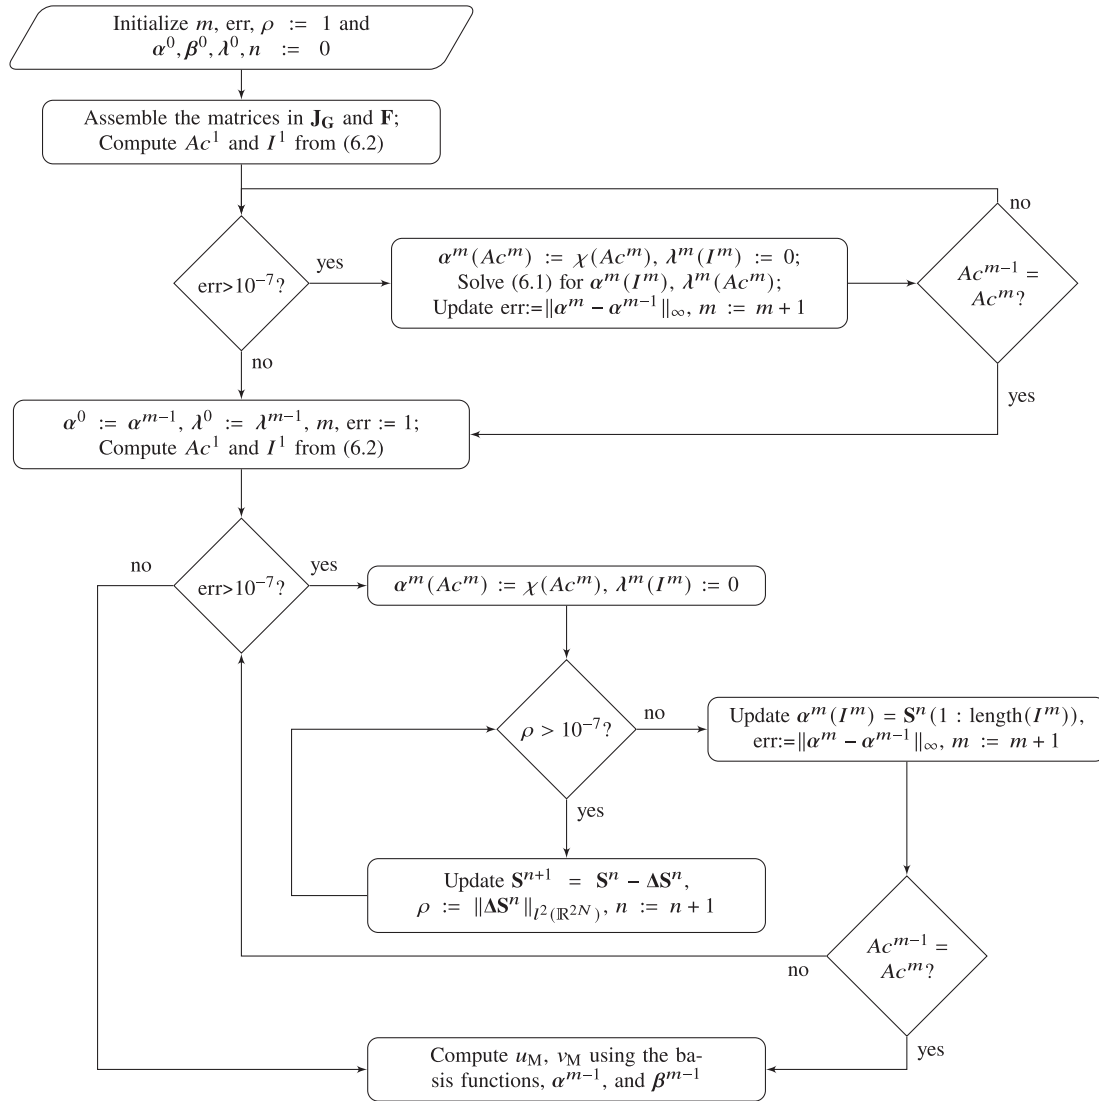 Initialize m, err, ρ := 1 and
α⁰, β⁰, λ⁰, n := 0
Assemble the matrices in J_G and F;
Compute Ac¹ and I¹ from (6.2)
no
err>10⁻⁷?
yes
α^m(Ac^m) := χ(Ac^m), λ^m(I^m) := 0;
Solve (6.1) for α^m(I^m), λ^m(Ac^m);
Update err:=‖α^m − α^{m−1}‖_∞, m := m + 1
Ac^{m−1} =
Ac^m?
no
yes
α⁰ := α^{m−1}, λ⁰ := λ^{m−1}, m, err := 1;
Compute Ac¹ and I¹ from (6.2)
no
err>10⁻⁷?
yes
α^m(Ac^m) := χ(Ac^m), λ^m(I^m) := 0
ρ > 10⁻⁷?
no
Update α^m(I^m) = S^n(1 : length(I^m)),
err:=‖α^m − α^{m−1}‖_∞, m := m + 1
yes
Update S^{n+1} = S^n − ΔS^n,
ρ := ‖ΔS^n‖_{l²(ℝ^{2N})}, n := n + 1
Ac^{m−1} =
Ac^m?
no
yes
Compute u_M, v_M using the ba-
sis functions, α^{m−1}, and β^{m−1}